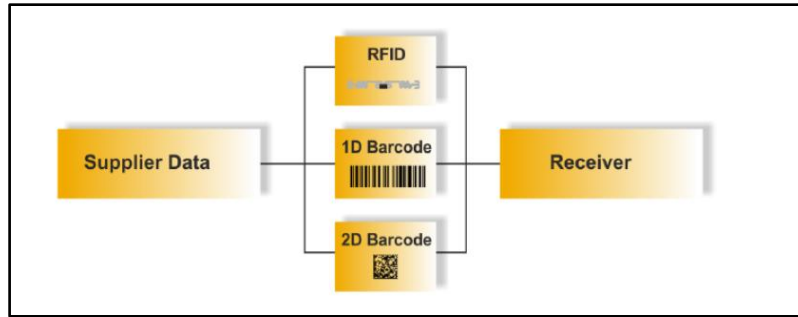 RFID
1D Barcode
Supplier Data
Receiver
2D Barcode